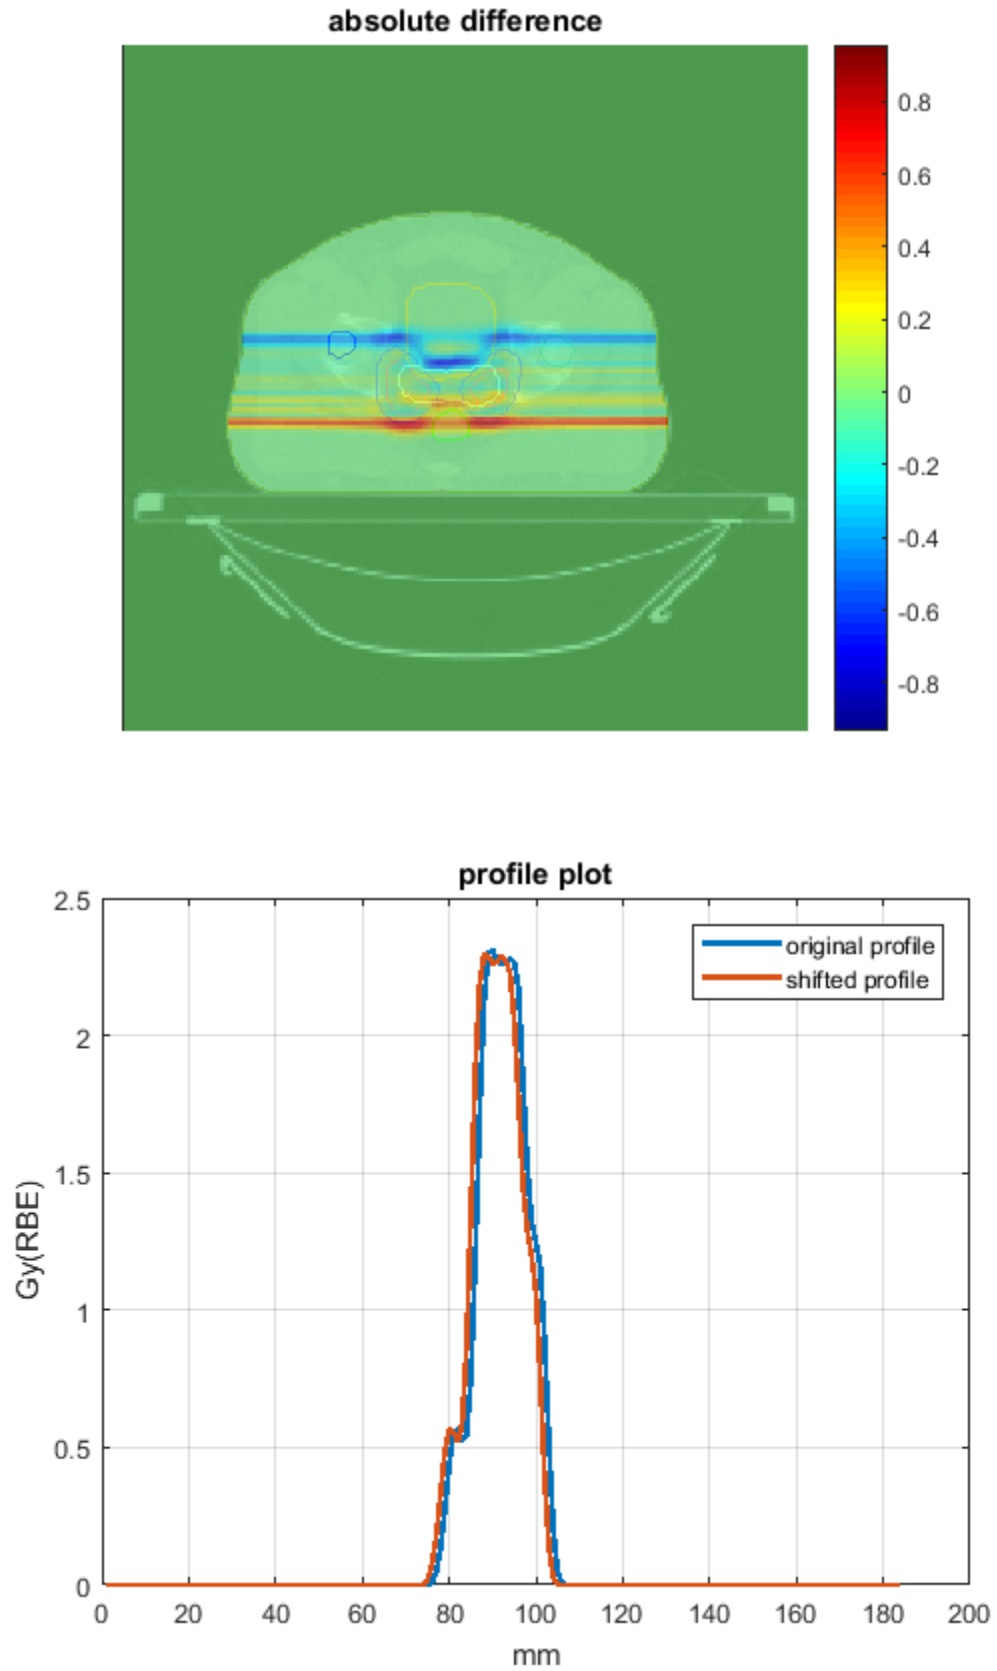 absolute difference
0.8
0.6
0.4
0.2
0
-0.2
-0.4
-0.6
-0.8
profile plot
2.5
2
1.5
1
0.5
0
Gy(RBE)
original profile
shifted profile
0 20 40 60 80 100 120 140 160 180 200
mm